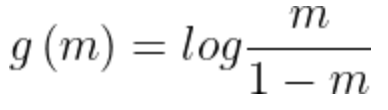 g (m) = log m / (1 − m)